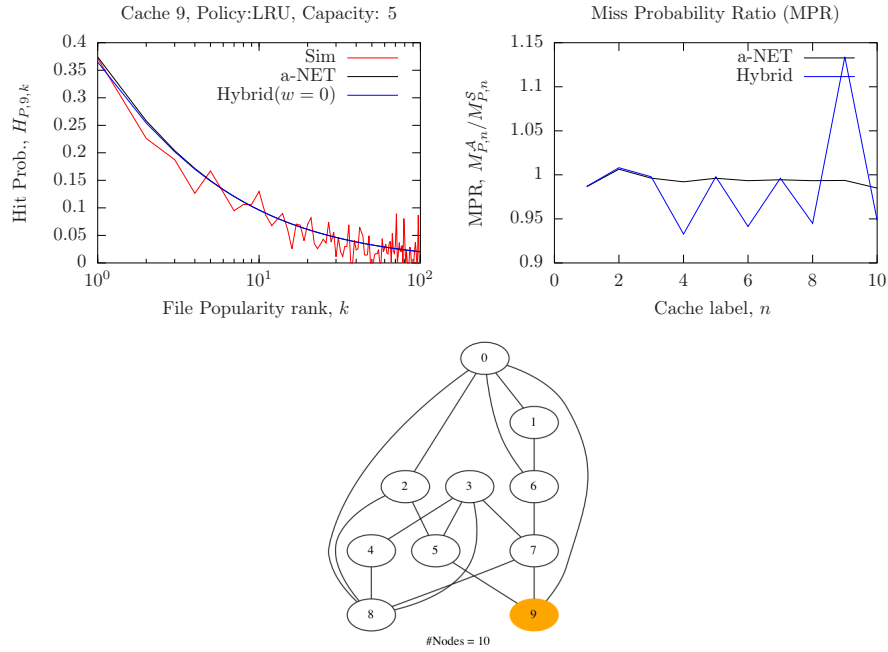 Cache 9, Policy:LRU, Capacity: 5
Hit Prob., $H_{P,9,k}$
0.4
0.35
0.3
0.25
0.2
0.15
0.1
0.05
0
Sim
a-NET
Hybrid($w = 0$)
$10^0$
$10^1$
$10^2$
File Popularity rank, $k$
Miss Probability Ratio (MPR)
MPR, $M^{\mathcal{A}}_{P,n}/M^{\mathcal{S}}_{P,n}$
1.15
1.1
1.05
1
0.95
0.9
a-NET
Hybrid
0 2 4 6 8 10
Cache label, $n$
0
1
2 3 6
4 5 7
8 9
#Nodes = 10